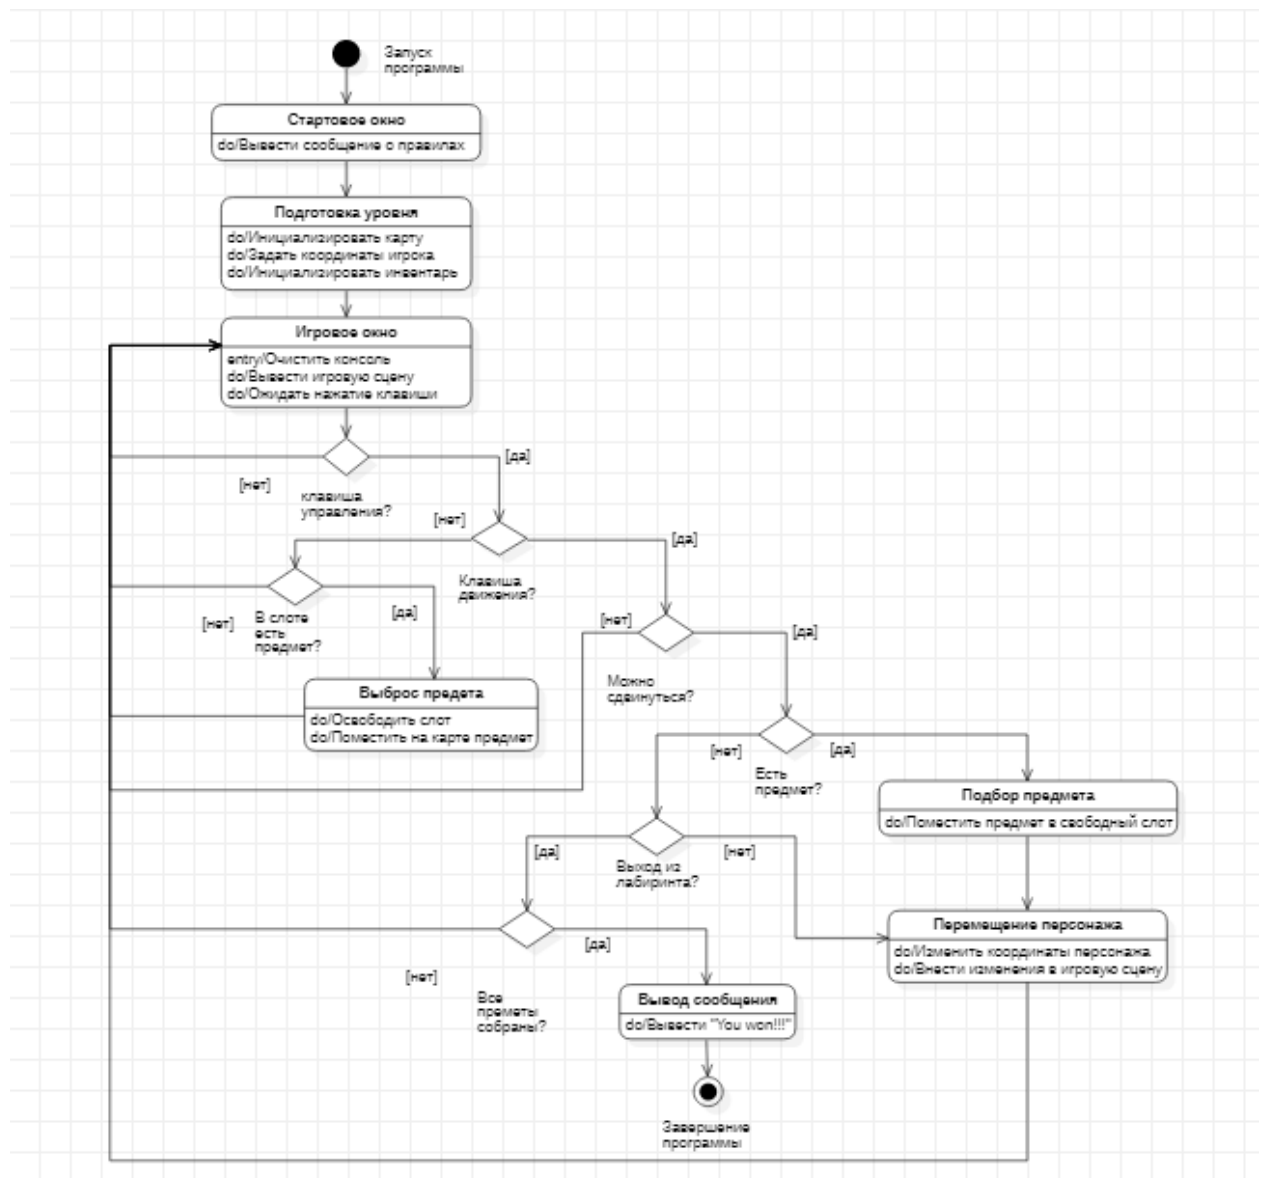 Запуск
программы
Стартовое окно
do/Вывести сообщение о правилах
Подготовка уровня
do/Инициализировать карту
do/Задать координаты игрока
do/Инициализировать инвентарь
Игровое окно
entry/Очистить консоль
do/Вывести игровую сцену
do/Ожидать нажатие клавиши
[да]
[нет]
клавиша
управления?
[нет]
[да]
Клавиша
движения?
[нет]
В слоте
есть
предмет?
[да]
[нет]
[да]
Можно
сдвинуться?
Выброс предета
do/Освободить слот
do/Поместить на карте предмет
[нет]
[да]
Есть
предмет?
Подбор предмета
do/Поместить предмет в свободный слот
[да]
[нет]
Выход из
лабиринта?
Перемещение персонажа
do/Изменить координаты персонажа
do/Внести изменения в игровую сцену
[да]
[нет]
Все
преметы
собраны?
Вывод сообщения
do/Вывести "You won!!!"
Завершение
программы